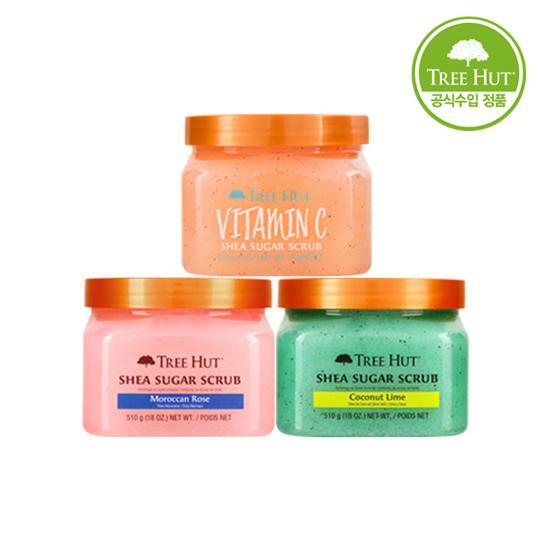 TREE HUT®
공식수입 정품
TREE HUT
VITAMIN C
SHEA SUGAR SCRUB
TREE HUT
SHEA SUGAR SCRUB
Moroccan Rose
510 g (18 OZ.) NET WT. / POIDS NET
TREE HUT
SHEA SUGAR SCRUB
Coconut Lime
510 g (18 OZ.) NET WT. / POIDS NET